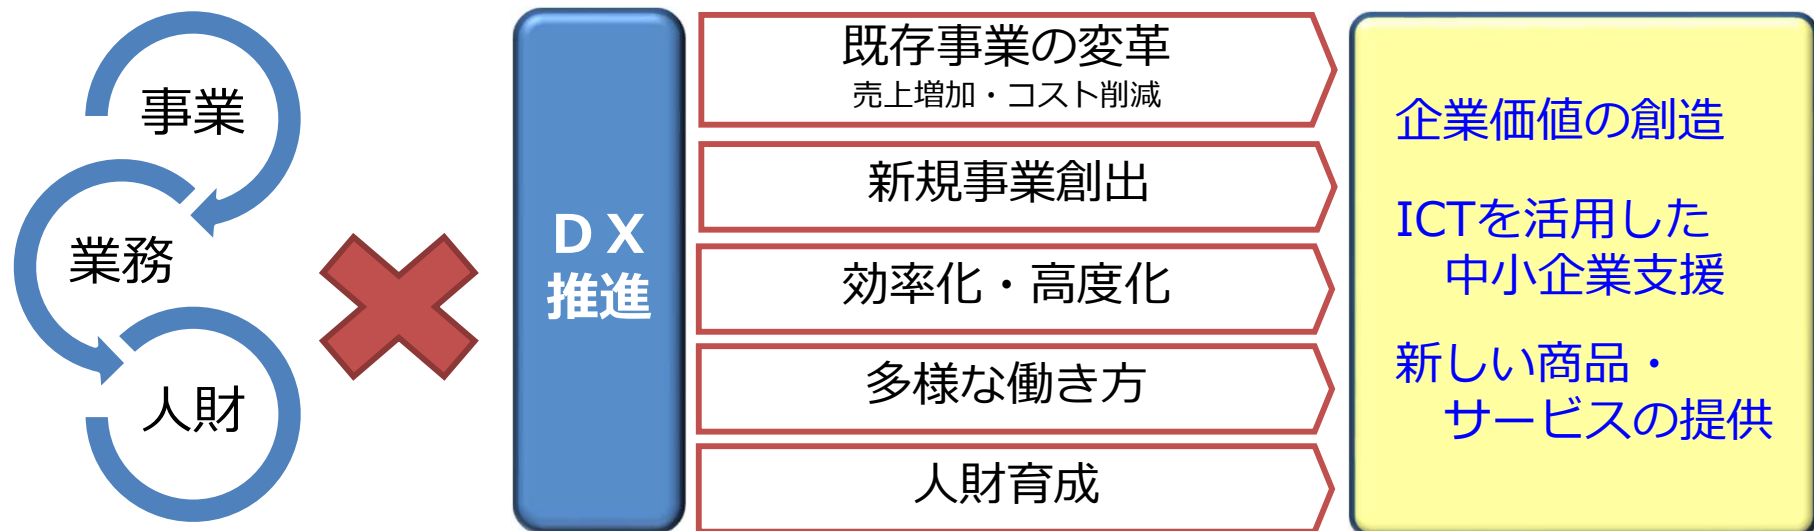 事業
業務
人財
ＤＸ
推進
既存事業の変革
売上増加・コスト削減
新規事業創出
効率化・高度化
多様な働き方
人財育成
企業価値の創造
ICTを活用した
中小企業支援
新しい商品・
サービスの提供